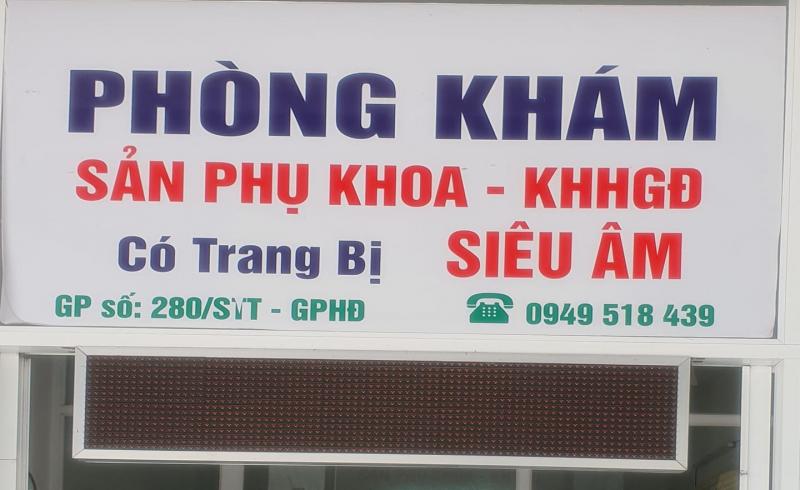 PHÒNG KHÁM
SẢN PHỤ KHOA - KHHGĐ
Có Trang Bị SIÊU ÂM
GP số: 280/SYT - GPHĐ 0949 518 439